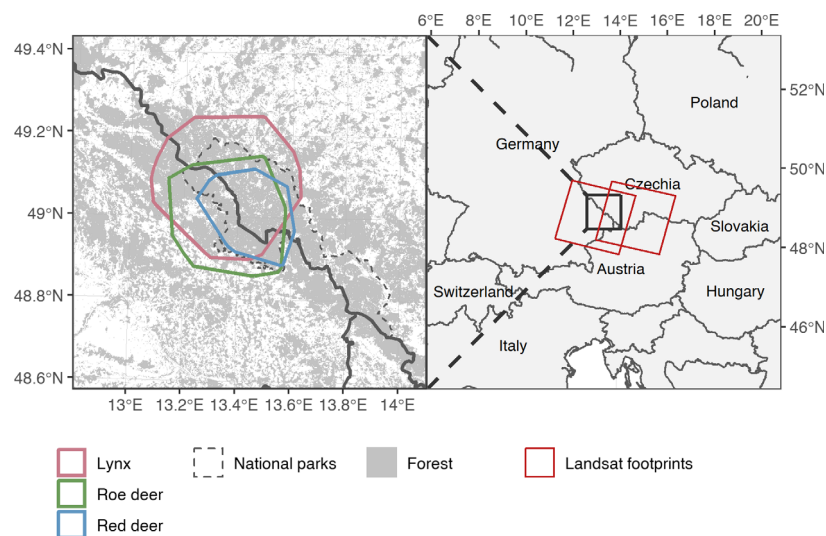 6°E 8°E 10°E 12°E 14°E 16°E 18°E 20°E
49.4°N
49.2°N
49°N
48.8°N
48.6°N
13°E 13.2°E 13.4°E 13.6°E 13.8°E 14°E
52°N
50°N
48°N
46°N
Poland
Germany
Czechia
Slovakia
Austria
Switzerland
Hungary
Italy
Lynx
National parks
Forest
Landsat footprints
Roe deer
Red deer